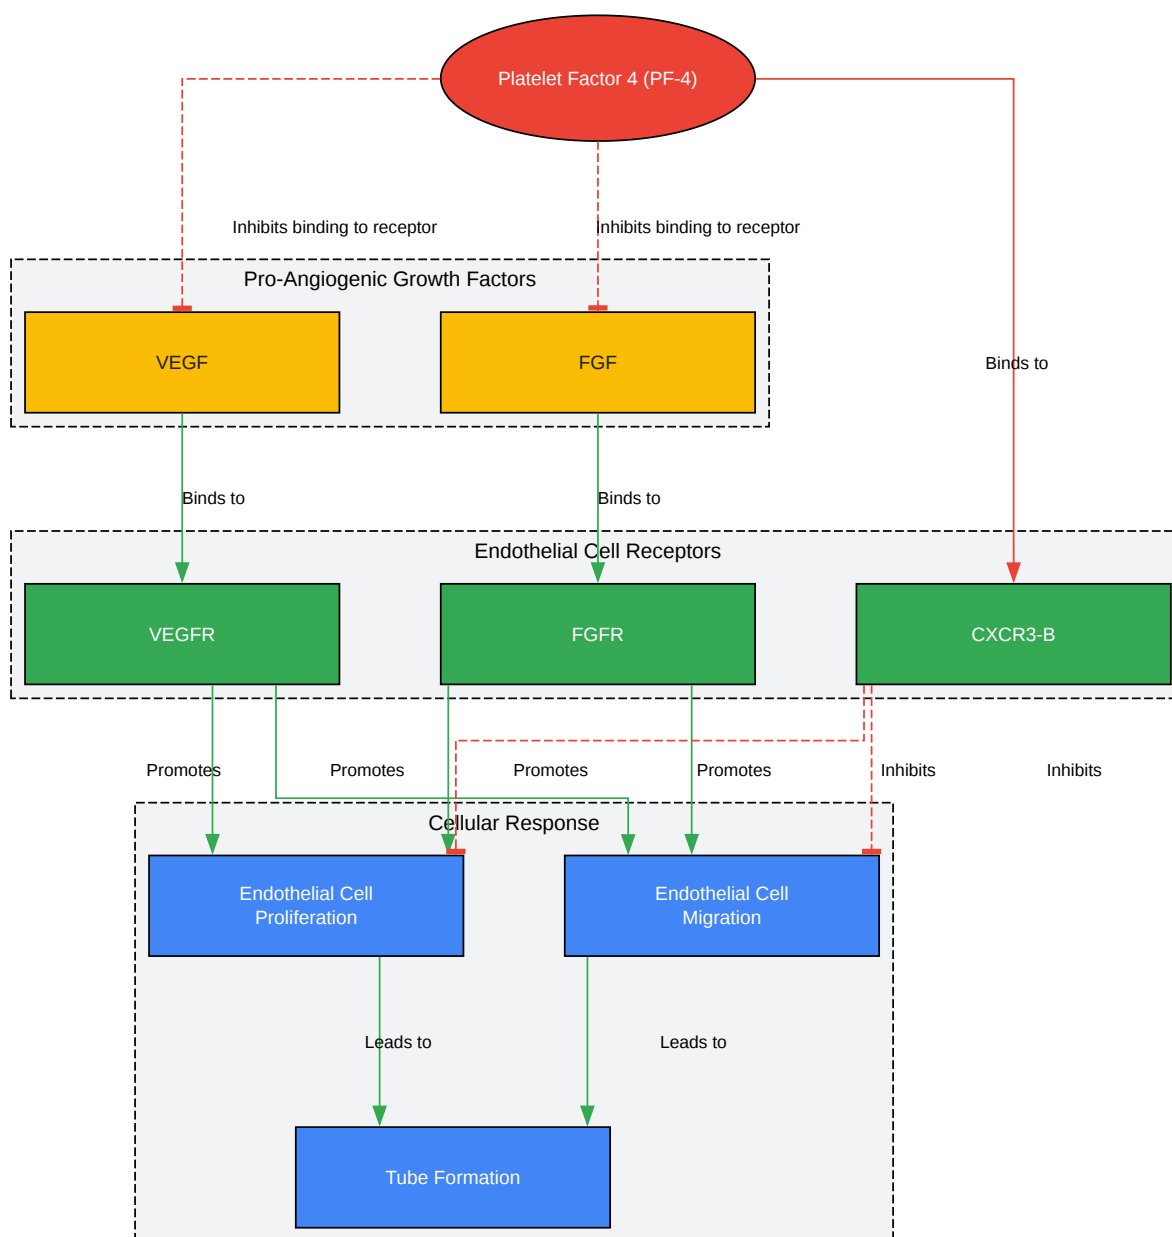 Platelet Factor 4 (PF-4)
Inhibits binding to receptor
Inhibits binding to receptor
Pro-Angiogenic Growth Factors
VEGF
FGF
Binds to
Binds to
Binds to
Endothelial Cell Receptors
VEGFR
FGFR
CXCR3-B
Promotes
Promotes
Promotes
Promotes
Inhibits
Inhibits
Cellular Response
Endothelial Cell
Proliferation
Endothelial Cell
Migration
Leads to
Leads to
Tube Formation